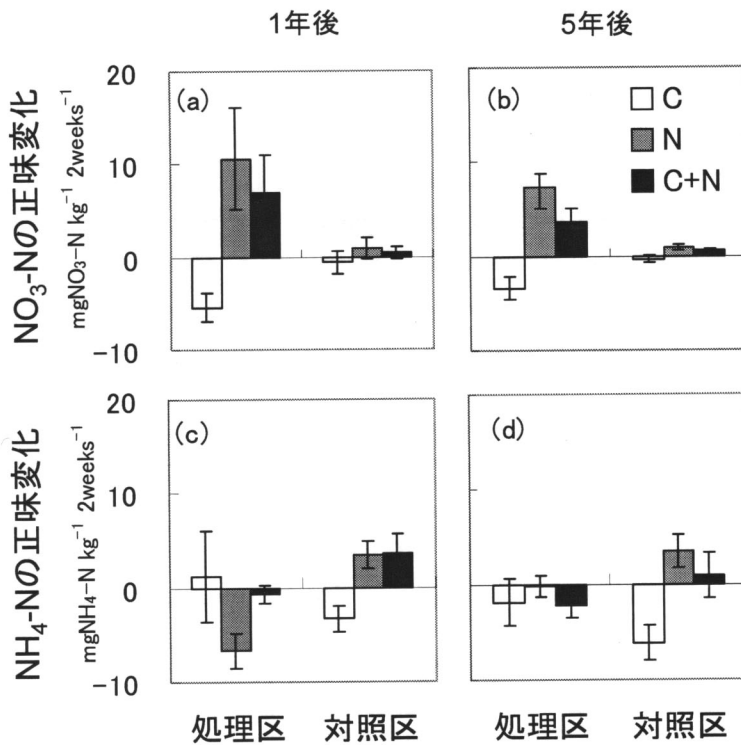 1年後
5年後
NO₃-Nの正味変化
mgNO₃-N kg⁻¹ 2weeks⁻¹
20
10
0
-10
(a)
(b)
C
N
C+N
NH₄-Nの正味変化
mgNH₄-N kg⁻¹ 2weeks⁻¹
20
10
0
-10
(c)
(d)
処理区
対照区
処理区
対照区